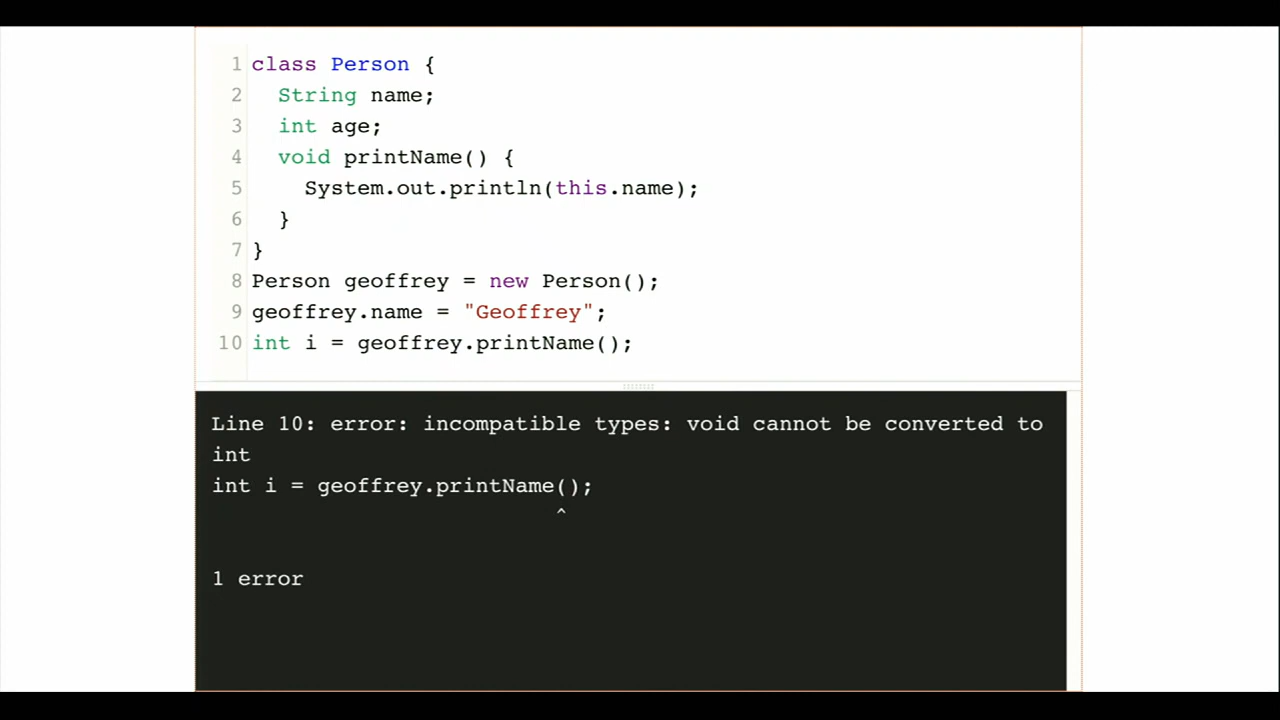 1 class Person {
2 String name;
3 int age;
4 void printName() {
5 System.out.println(this.name);
6 }
7 }
8 Person geoffrey = new Person();
9 geoffrey.name = "Geoffrey";
10 int i = geoffrey.printName();
Line 10: error: incompatible types: void cannot be converted to
int
int i = geoffrey.printName();
^
1 error